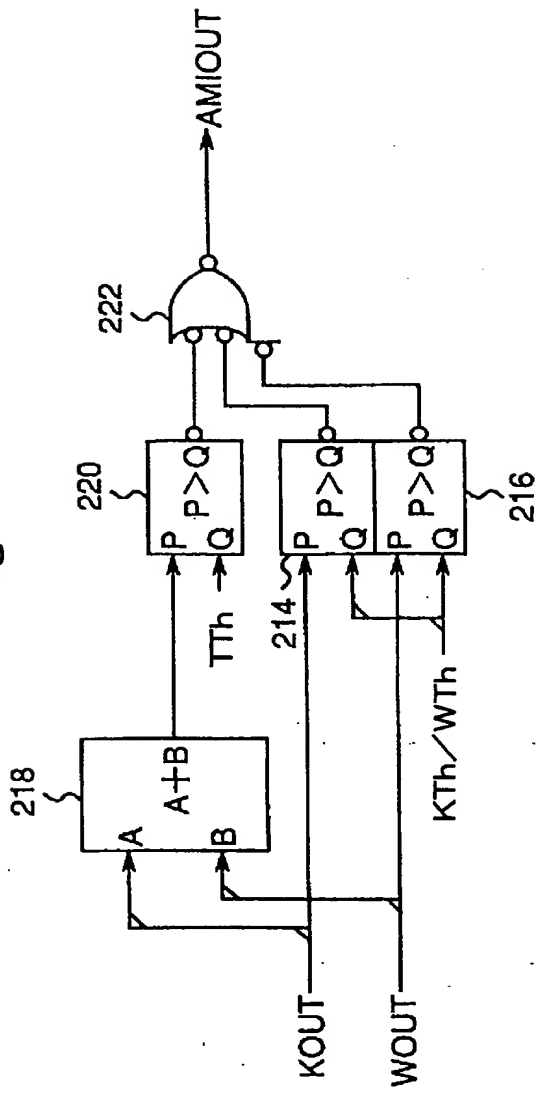 222
AMIOUT
220
P
Q
P>Q
TTh
218
A
B
A+B
214
P
Q
P>Q
P
Q
P>Q
216
KTh/WTh
KOUT
WOUT